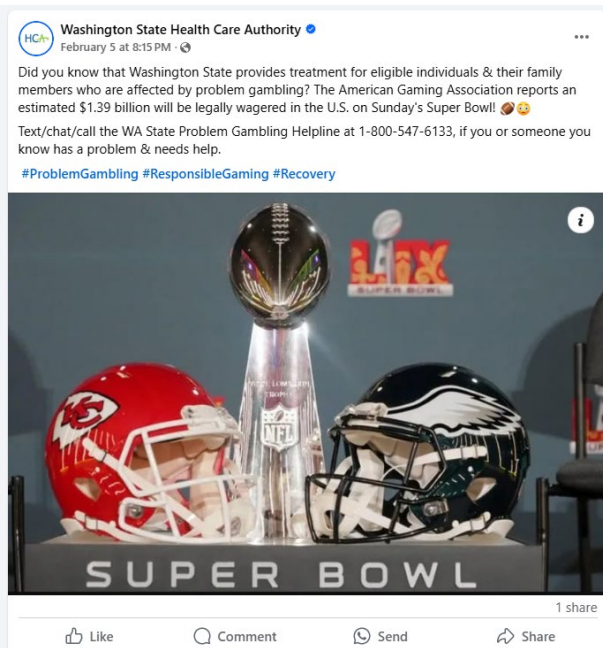 HCA
Washington State Health Care Authority
February 5 at 8:15 PM ·
Did you know that Washington State provides treatment for eligible individuals & their family
members who are affected by problem gambling? The American Gaming Association reports an
estimated $1.39 billion will be legally wagered in the U.S. on Sunday's Super Bowl! 🏈😳
Text/chat/call the WA State Problem Gambling Helpline at 1-800-547-6133, if you or someone you
know has a problem & needs help.
#ProblemGambling #ResponsibleGaming #Recovery
i
LIX
SUPER BOWL
TROPHY
NFL
KC
SUPER BOWL
1 share
Like Comment Send Share